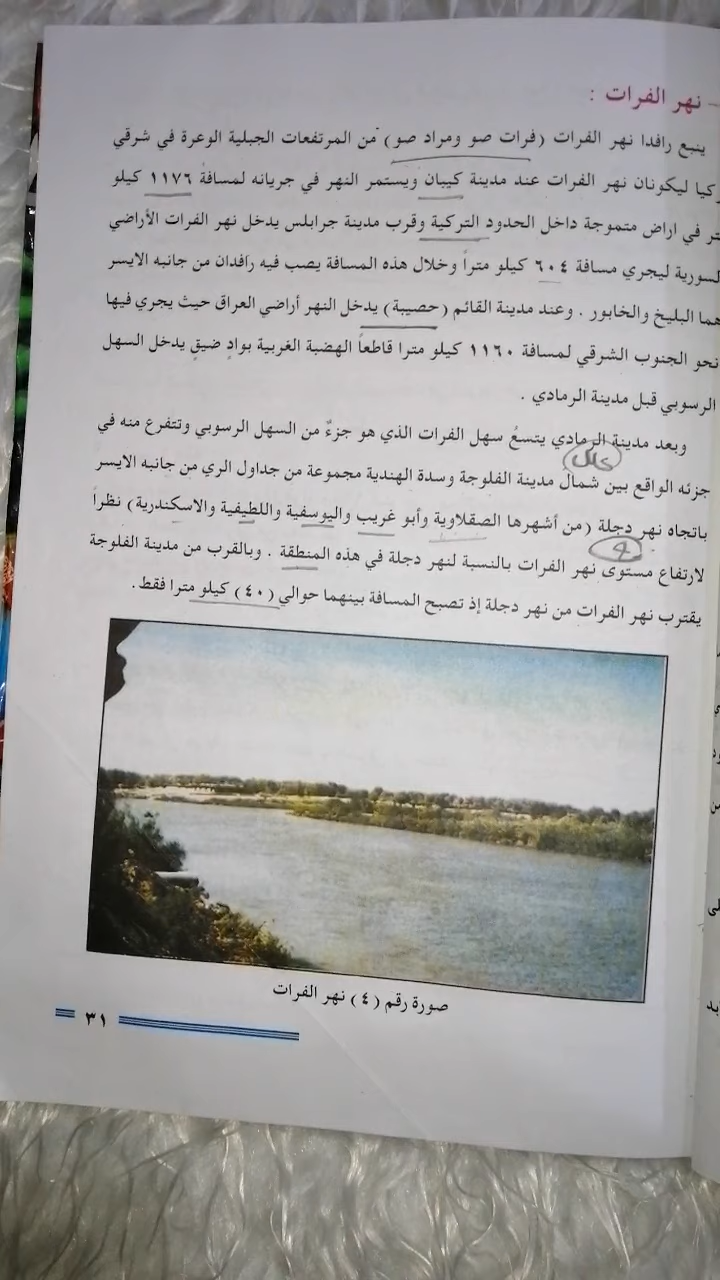 - نهر الفرات :
ينبع رافدا نهر الفرات (فرات صو ومراد صو) من المرتفعات الجبلية الوعرة في شرقي
ركيا ليكونان نهر الفرات عند مدينة كيبان ويستمر النهر في جريانه لمسافة ١١٧٦ كيلو
تر في اراض متموجة داخل الحدود التركية وقرب مدينة جرابلس يدخل نهر الفرات الأراضي
لسورية ليجري مسافة ٦٠٤ كيلو متراً وخلال هذه المسافة يصب فيه رافدان من جانبه الايسر
هما البليخ والخابور . وعند مدينة القائم (حصيبة) يدخل النهر أراضي العراق حيث يجري فيها
نحو الجنوب الشرقي لمسافة ١١٦٠ كيلو مترا قاطعاً الهضبة الغربية بوادٍ ضيقٍ يدخل السهل
الرسوبي قبل مدينة الرمادي .
وبعد مدينة الرمادي يتسعُ سهل الفرات الذي هو جزءٌ من السهل الرسوبي وتتفرع منه في
جزئه الواقع بين شمال مدينة الفلوجة وسدة الهندية مجموعة من جداول الري من جانبه الايسر
باتجاه نهر دجلة (من أشهرها الصقلاوية وأبو غريب واليوسفية واللطيفية والاسكندرية) نظراً
لارتفاع مستوى نهر الفرات بالنسبة لنهر دجلة في هذه المنطقة . وبالقرب من مدينة الفلوجة
يقترب نهر الفرات من نهر دجلة إذ تصبح المسافة بينهما حوالي (٤٠) كيلو مترا فقط.
صورة رقم (٤) نهر الفرات
٣١